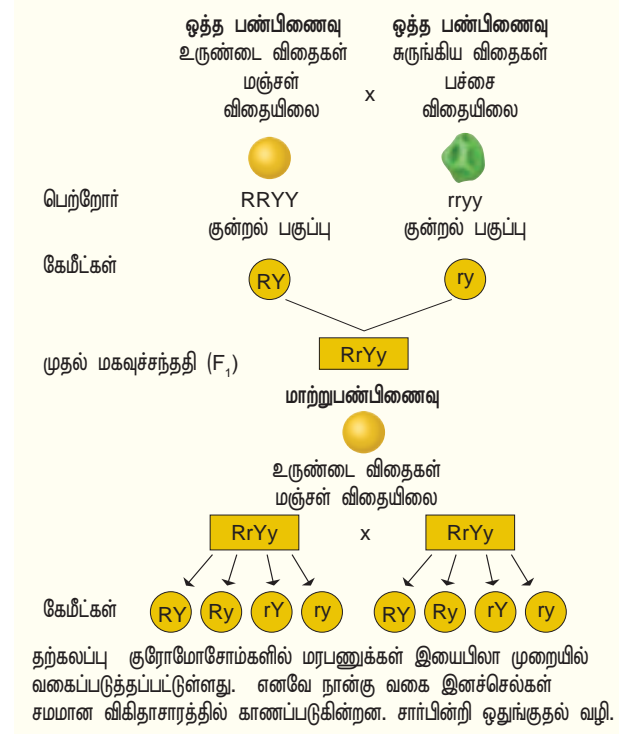 ஒத்த பண்பிணைவு ஒத்த பண்பிணைவு
உருண்டை விதைகள் சுருங்கிய விதைகள்
மஞ்சள் x பச்சை
விதையிலை விதையிலை
பெற்றோர் RRYY rryy
குன்றல் பகுப்பு குன்றல் பகுப்பு
கேமீட்கள் RY ry
முதல் மகவுச்சந்ததி (F₁) RrYy
மாற்றுபண்பிணைவு
உருண்டை விதைகள்
மஞ்சள் விதையிலை
RrYy x RrYy
கேமீட்கள் RY Ry rY ry RY Ry rY ry
தற்கலப்பு குரோமோசோம்களில் மரபணுக்கள் இயைபிலா முறையில்
வகைப்படுத்தப்பட்டுள்ளது. எனவே நான்கு வகை இனச்செல்கள்
சமமான விகிதாசாரத்தில் காணப்படுகின்றன. சார்பின்றி ஒதுங்குதல் வழி.